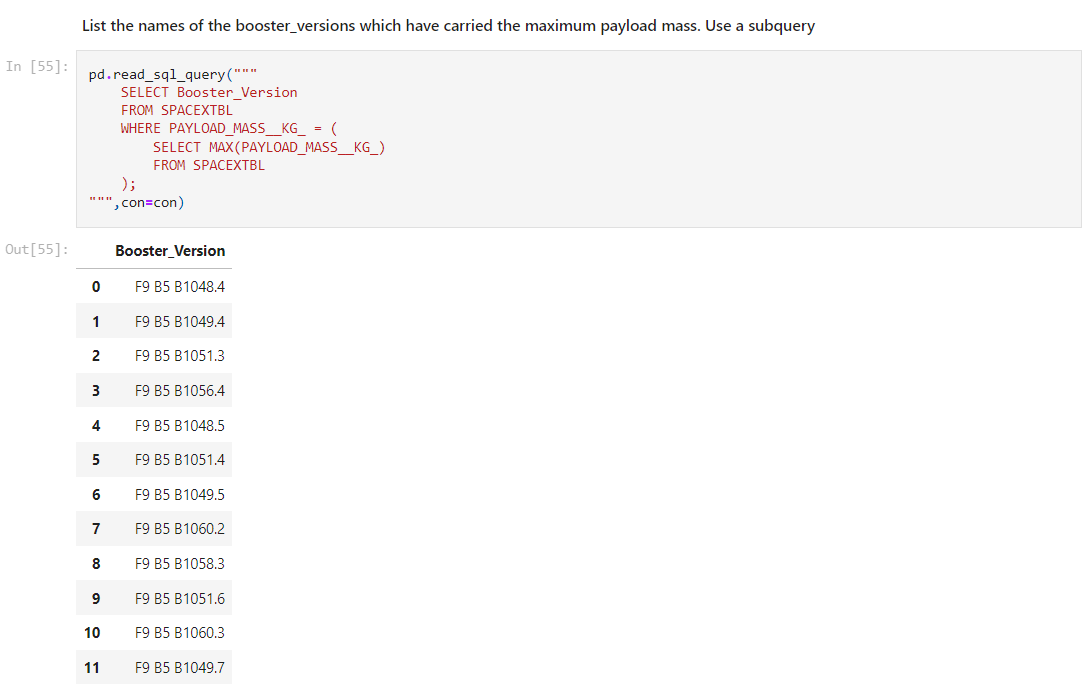 List the names of the booster_versions which have carried the maximum payload mass. Use a subquery
In [55]:
pd.read_sql_query("""
    SELECT Booster_Version
    FROM SPACEXTBL
    WHERE PAYLOAD_MASS__KG_ = (
        SELECT MAX(PAYLOAD_MASS__KG_)
        FROM SPACEXTBL
    );
""",con=con)
Out[55]:
Booster_Version
0 F9 B5 B1048.4
1 F9 B5 B1049.4
2 F9 B5 B1051.3
3 F9 B5 B1056.4
4 F9 B5 B1048.5
5 F9 B5 B1051.4
6 F9 B5 B1049.5
7 F9 B5 B1060.2
8 F9 B5 B1058.3
9 F9 B5 B1051.6
10 F9 B5 B1060.3
11 F9 B5 B1049.7